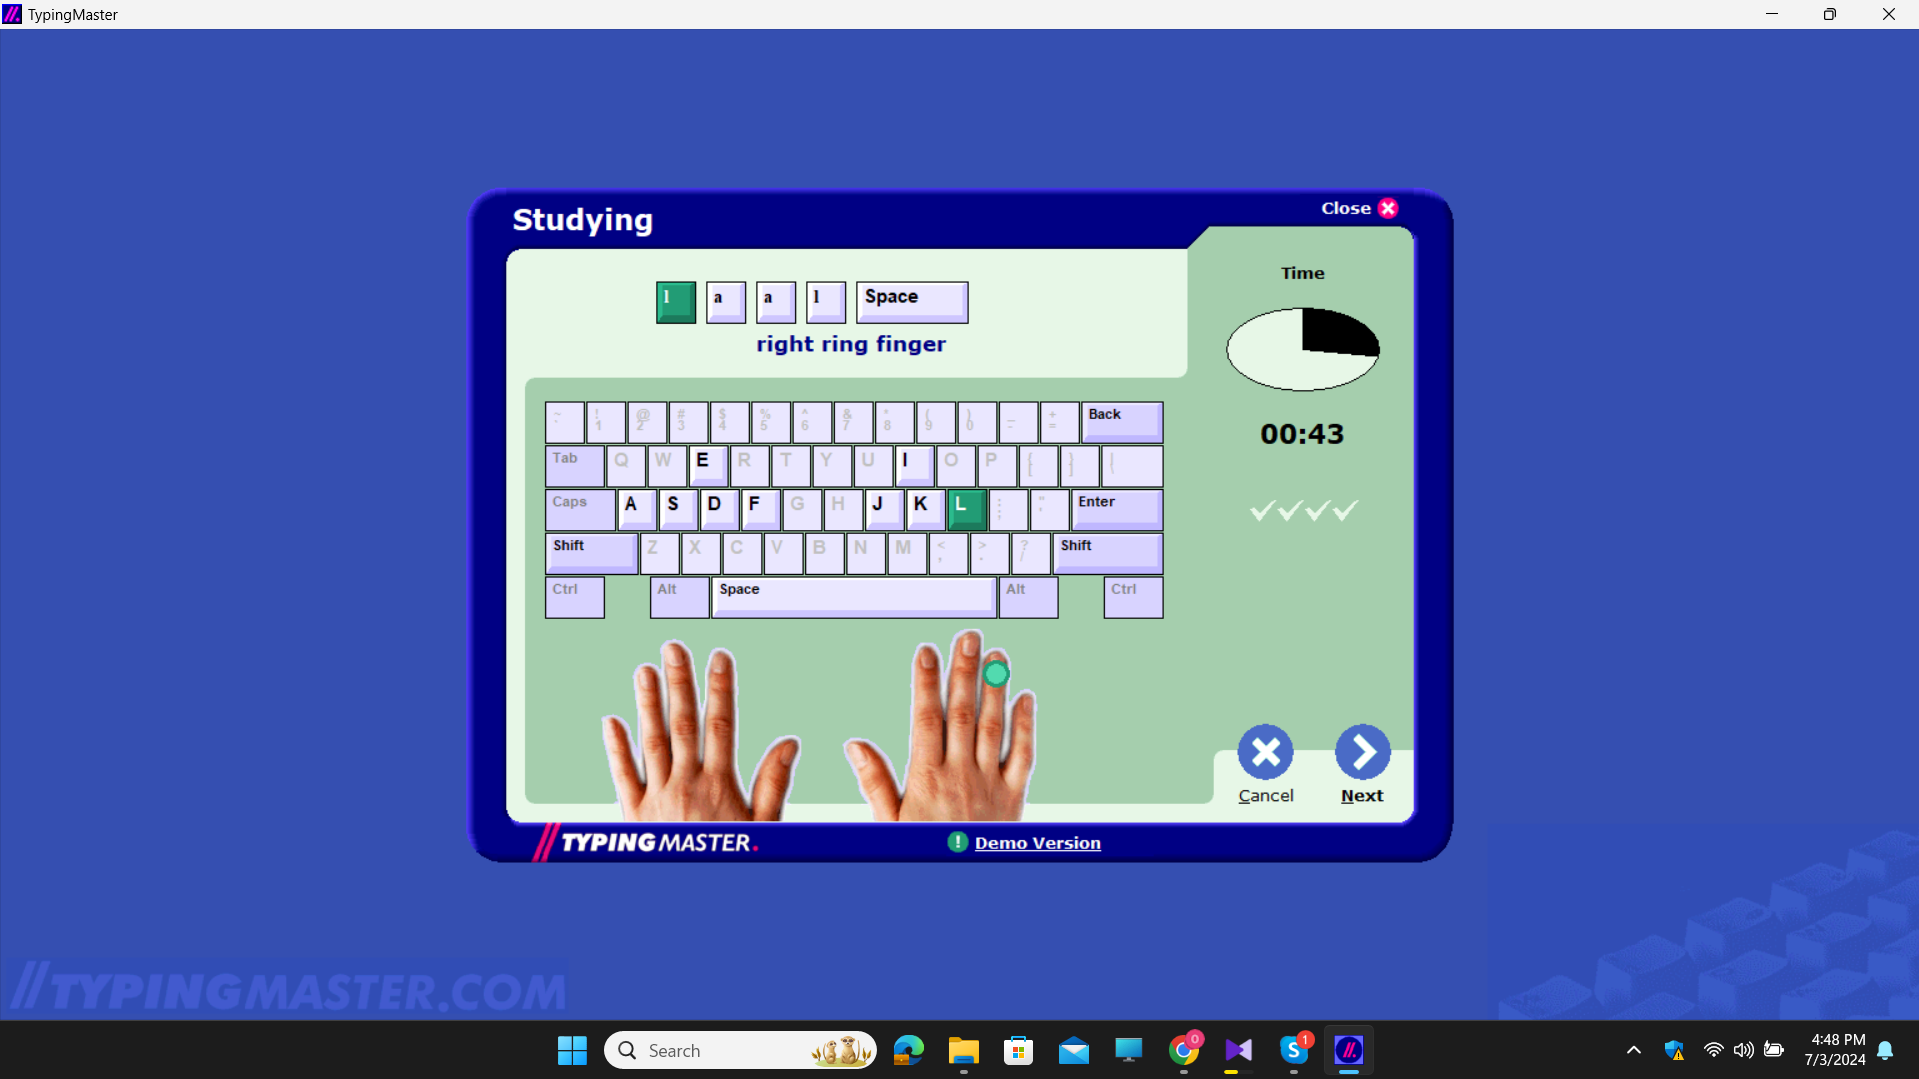 TypingMaster
Studying
Close
l a a l Space
right ring finger
Time
00:43
~ ` ! 1 @ 2 # 3 $ 4 % 5 ^ 6 & 7 * 8 ( 9 ) 0 _ - + = Back
Tab Q W E R T Y U I O P { [ } ] | \
Caps A S D F G H J K L : ; " ' Enter
Shift Z X C V B N M < , > . ? / Shift
Ctrl Alt Space Alt Ctrl
Cancel Next
TYPING MASTER.
! Demo Version
//TYPINGMASTER.COM
Search
0
S 1
4:48 PM
7/3/2024